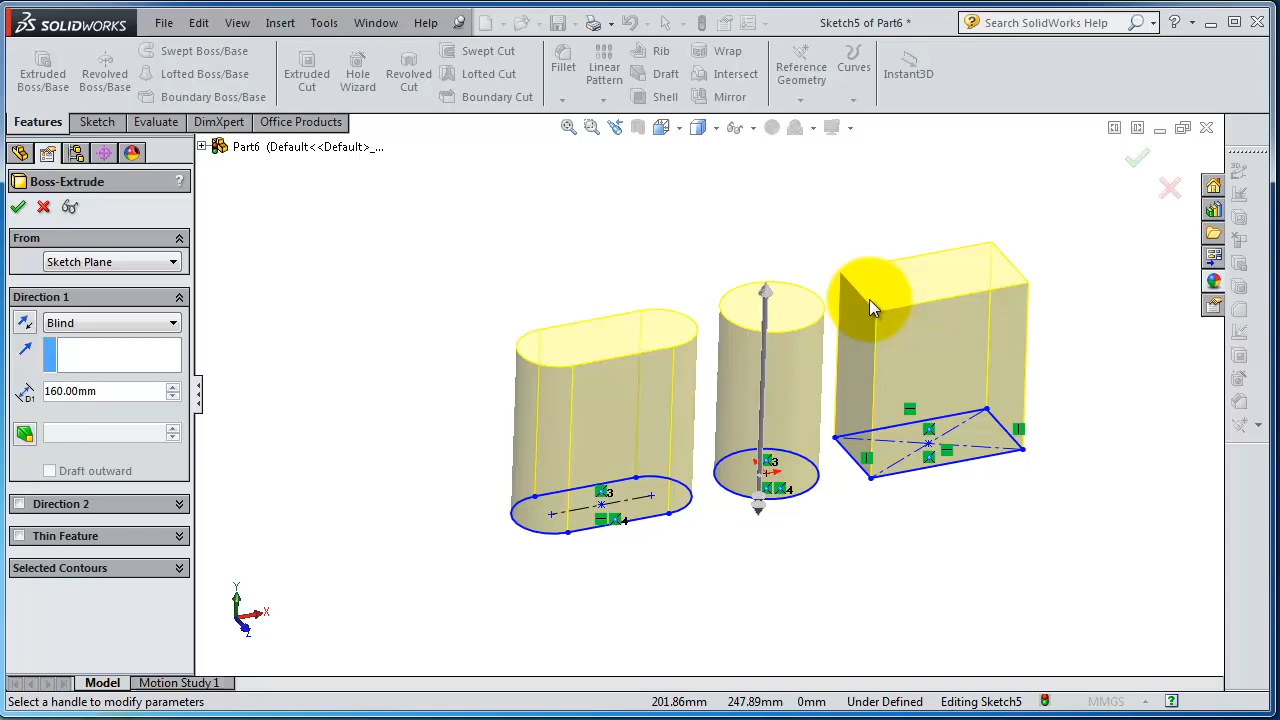 SOLIDWORKS File Edit View Insert Tools Window Help Sketch5 of Part6 * Search SolidWorks Help
Extruded Boss/Base
Revolved Boss/Base
Swept Boss/Base
Lofted Boss/Base
Boundary Boss/Base
Extruded Cut
Hole Wizard
Revolved Cut
Swept Cut
Lofted Cut
Boundary Cut
Fillet
Linear Pattern
Rib
Draft
Shell
Wrap
Intersect
Mirror
Reference Geometry
Curves
Instant3D
Features Sketch Evaluate DimXpert Office Products
Part6 (Default<<Default>_...
Boss-Extrude ?
From
Sketch Plane
Direction 1
Blind
D1 160.00mm
Draft outward
Direction 2
Thin Feature
Selected Contours
3
4
3
4
Y
X
Z
Model Motion Study 1
Select a handle to modify parameters 201.86mm 247.89mm 0mm Under Defined Editing Sketch5 MMGS ?